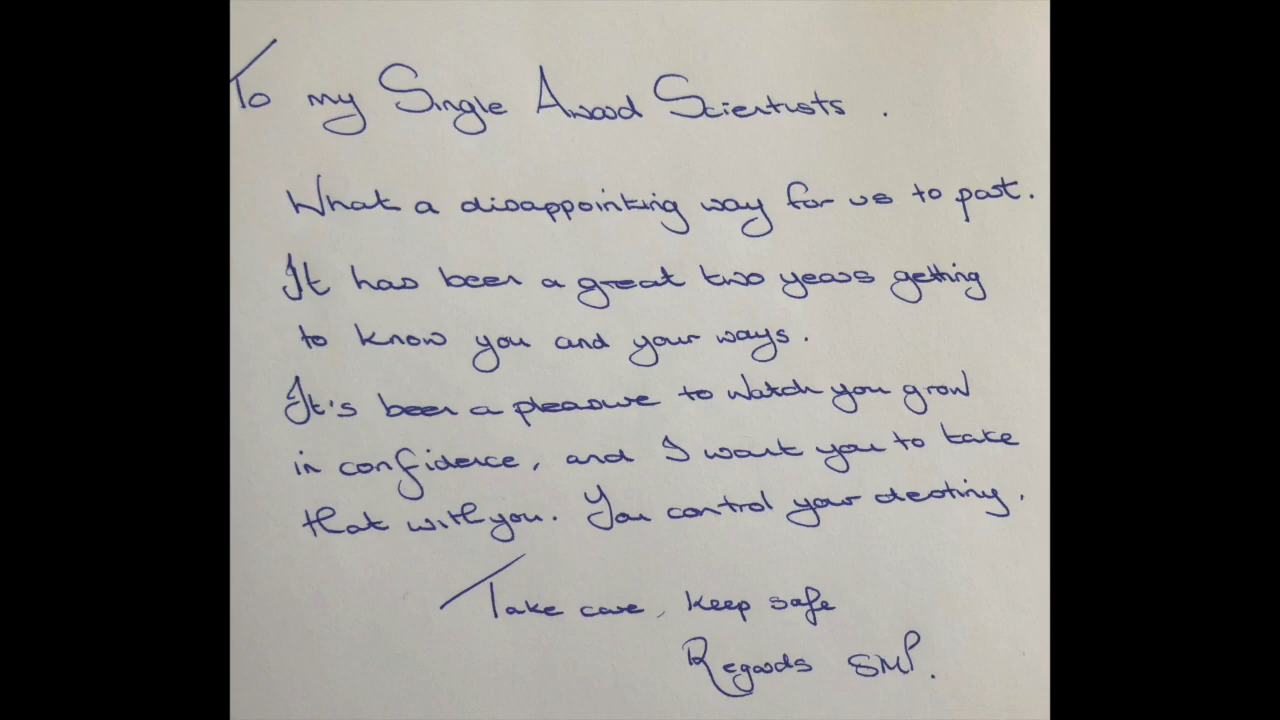 To my Single Award Scientists.
What a disappointing way for us to part.
It has been a great two years getting
to know you and your ways.
It's been a pleasure to watch you grow
in confidence, and I want you to take
that with you. You control your destiny.
Take care, keep safe
Regards SMP.